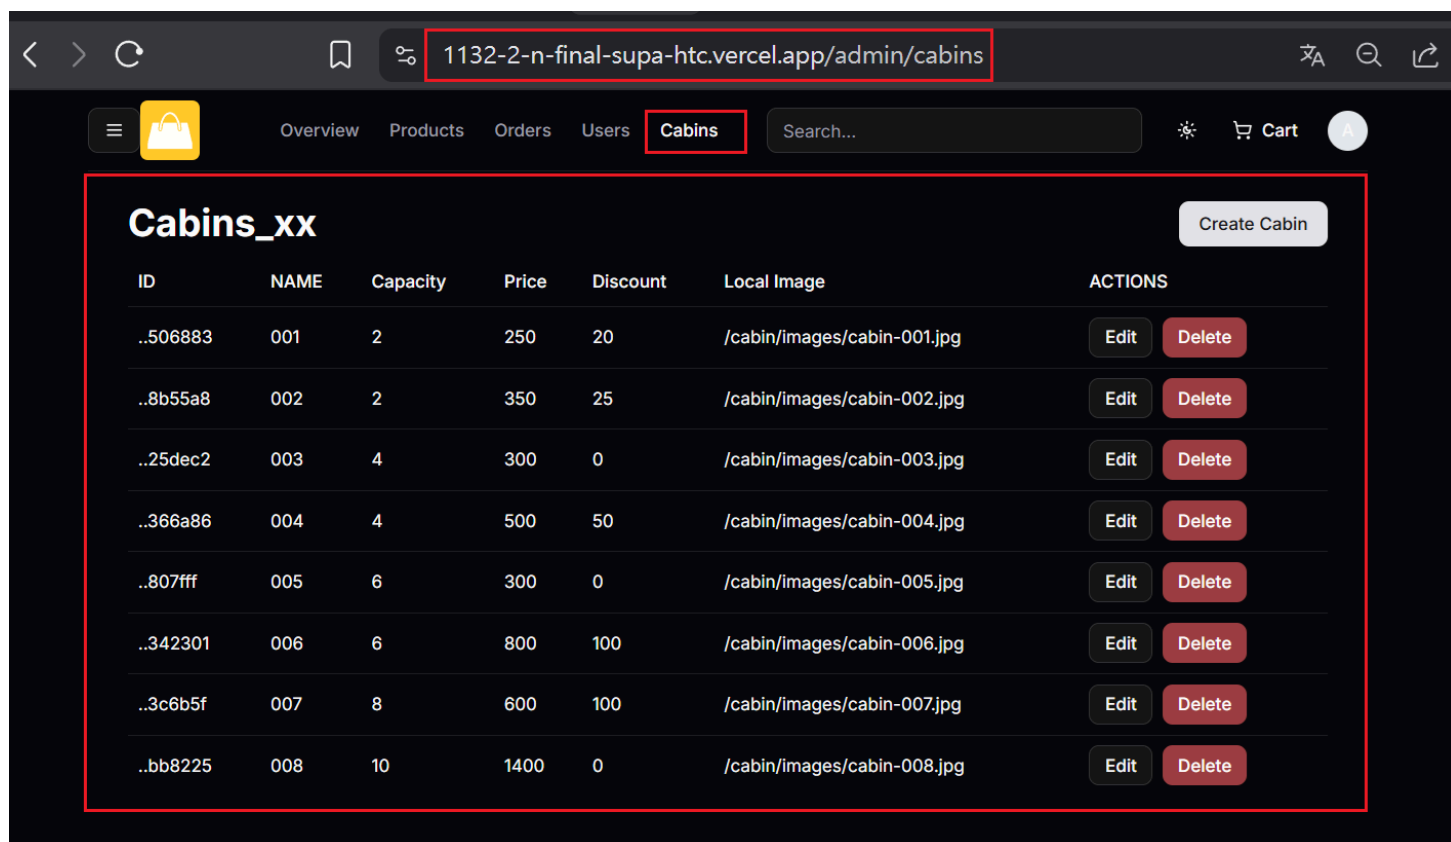 1132-2-n-final-supa-htc.vercel.app/admin/cabins
Overview Products Orders Users Cabins Search... Cart A
Cabins_xx Create Cabin
ID NAME Capacity Price Discount Local Image ACTIONS
..506883 001 2 250 20 /cabin/images/cabin-001.jpg Edit Delete
..8b55a8 002 2 350 25 /cabin/images/cabin-002.jpg Edit Delete
..25dec2 003 4 300 0 /cabin/images/cabin-003.jpg Edit Delete
..366a86 004 4 500 50 /cabin/images/cabin-004.jpg Edit Delete
..807fff 005 6 300 0 /cabin/images/cabin-005.jpg Edit Delete
..342301 006 6 800 100 /cabin/images/cabin-006.jpg Edit Delete
..3c6b5f 007 8 600 100 /cabin/images/cabin-007.jpg Edit Delete
..bb8225 008 10 1400 0 /cabin/images/cabin-008.jpg Edit Delete